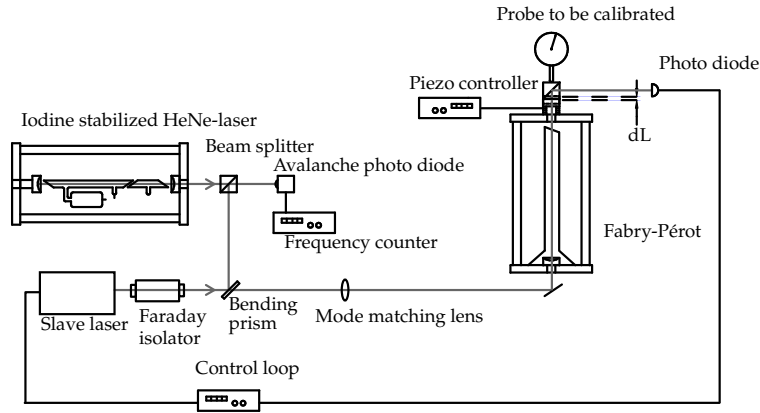 Probe to be calibrated
Photo diode
Piezo controller
dL
Iodine stabilized HeNe-laser
Beam splitter
Avalanche photo diode
Frequency counter
Fabry-Pérot
Slave laser
Faraday
isolator
Bending
prism
Mode matching lens
Control loop